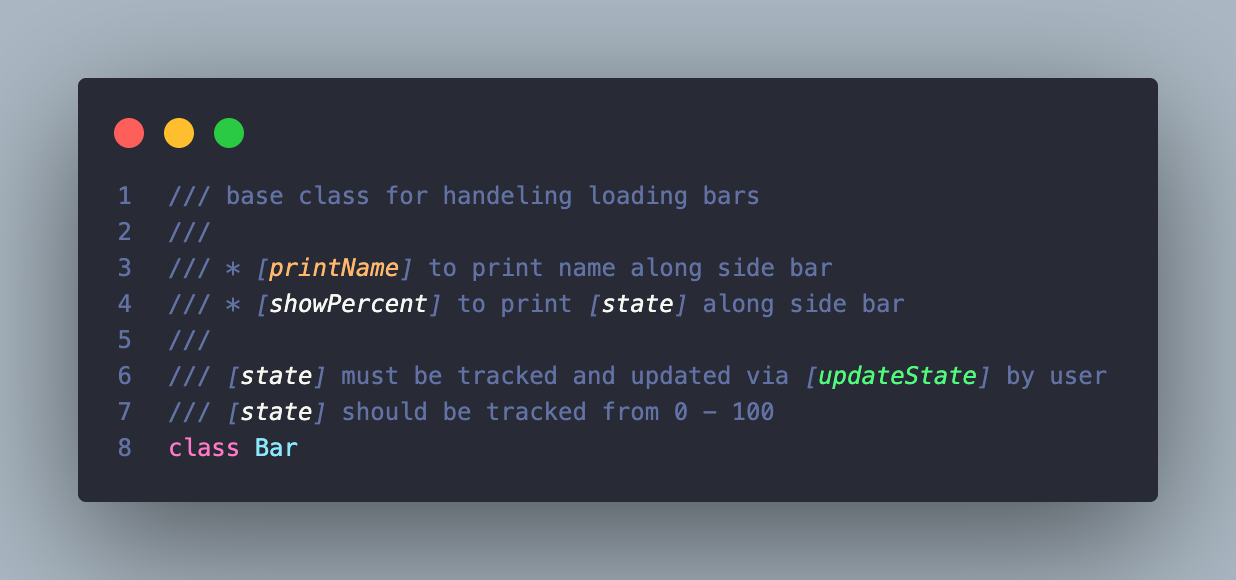 1 /// base class for handeling loading bars
2 ///
3 /// * [printName] to print name along side bar
4 /// * [showPercent] to print [state] along side bar
5 ///
6 /// [state] must be tracked and updated via [updateState] by user
7 /// [state] should be tracked from 0 - 100
8 class Bar